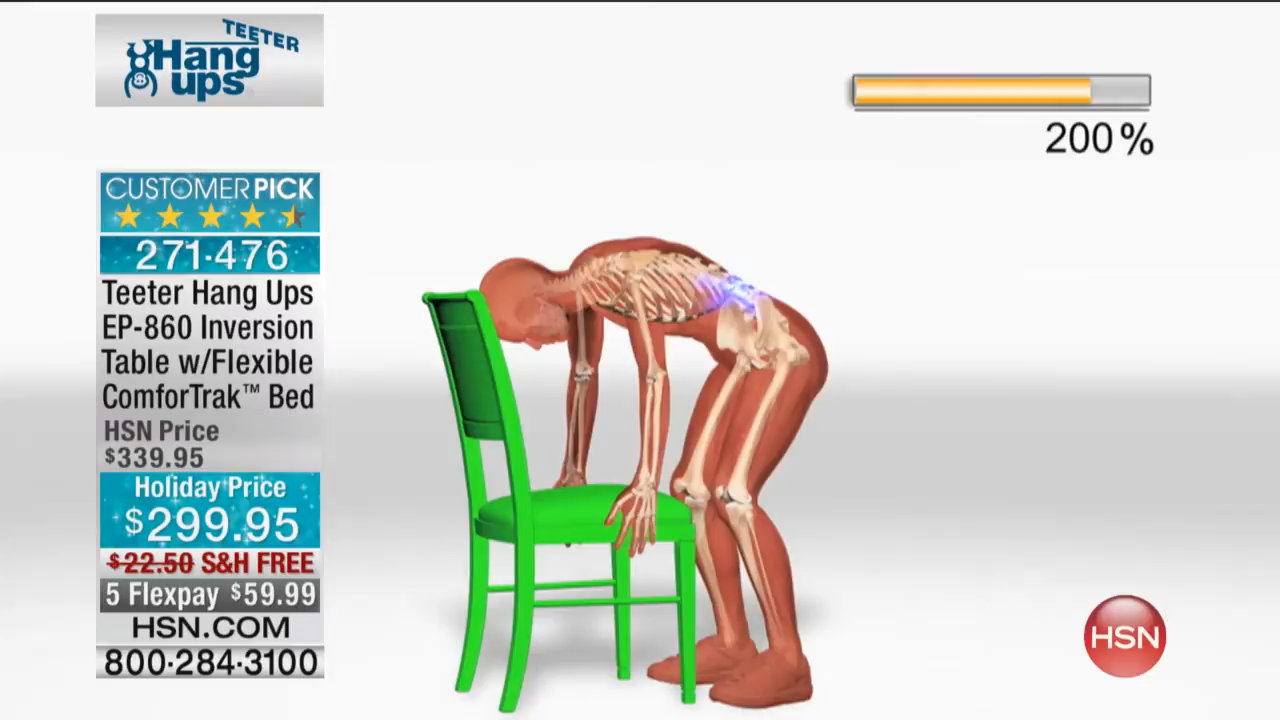 TEETER
Hang
ups
200%
CUSTOMER PICK
271·476
Teeter Hang Ups
EP-860 Inversion
Table w/Flexible
ComforTrak™ Bed
HSN Price
$339.95
Holiday Price
$299.95
$22.50 S&H FREE
5 Flexpay $59.99
HSN.COM
800·284·3100
HSN